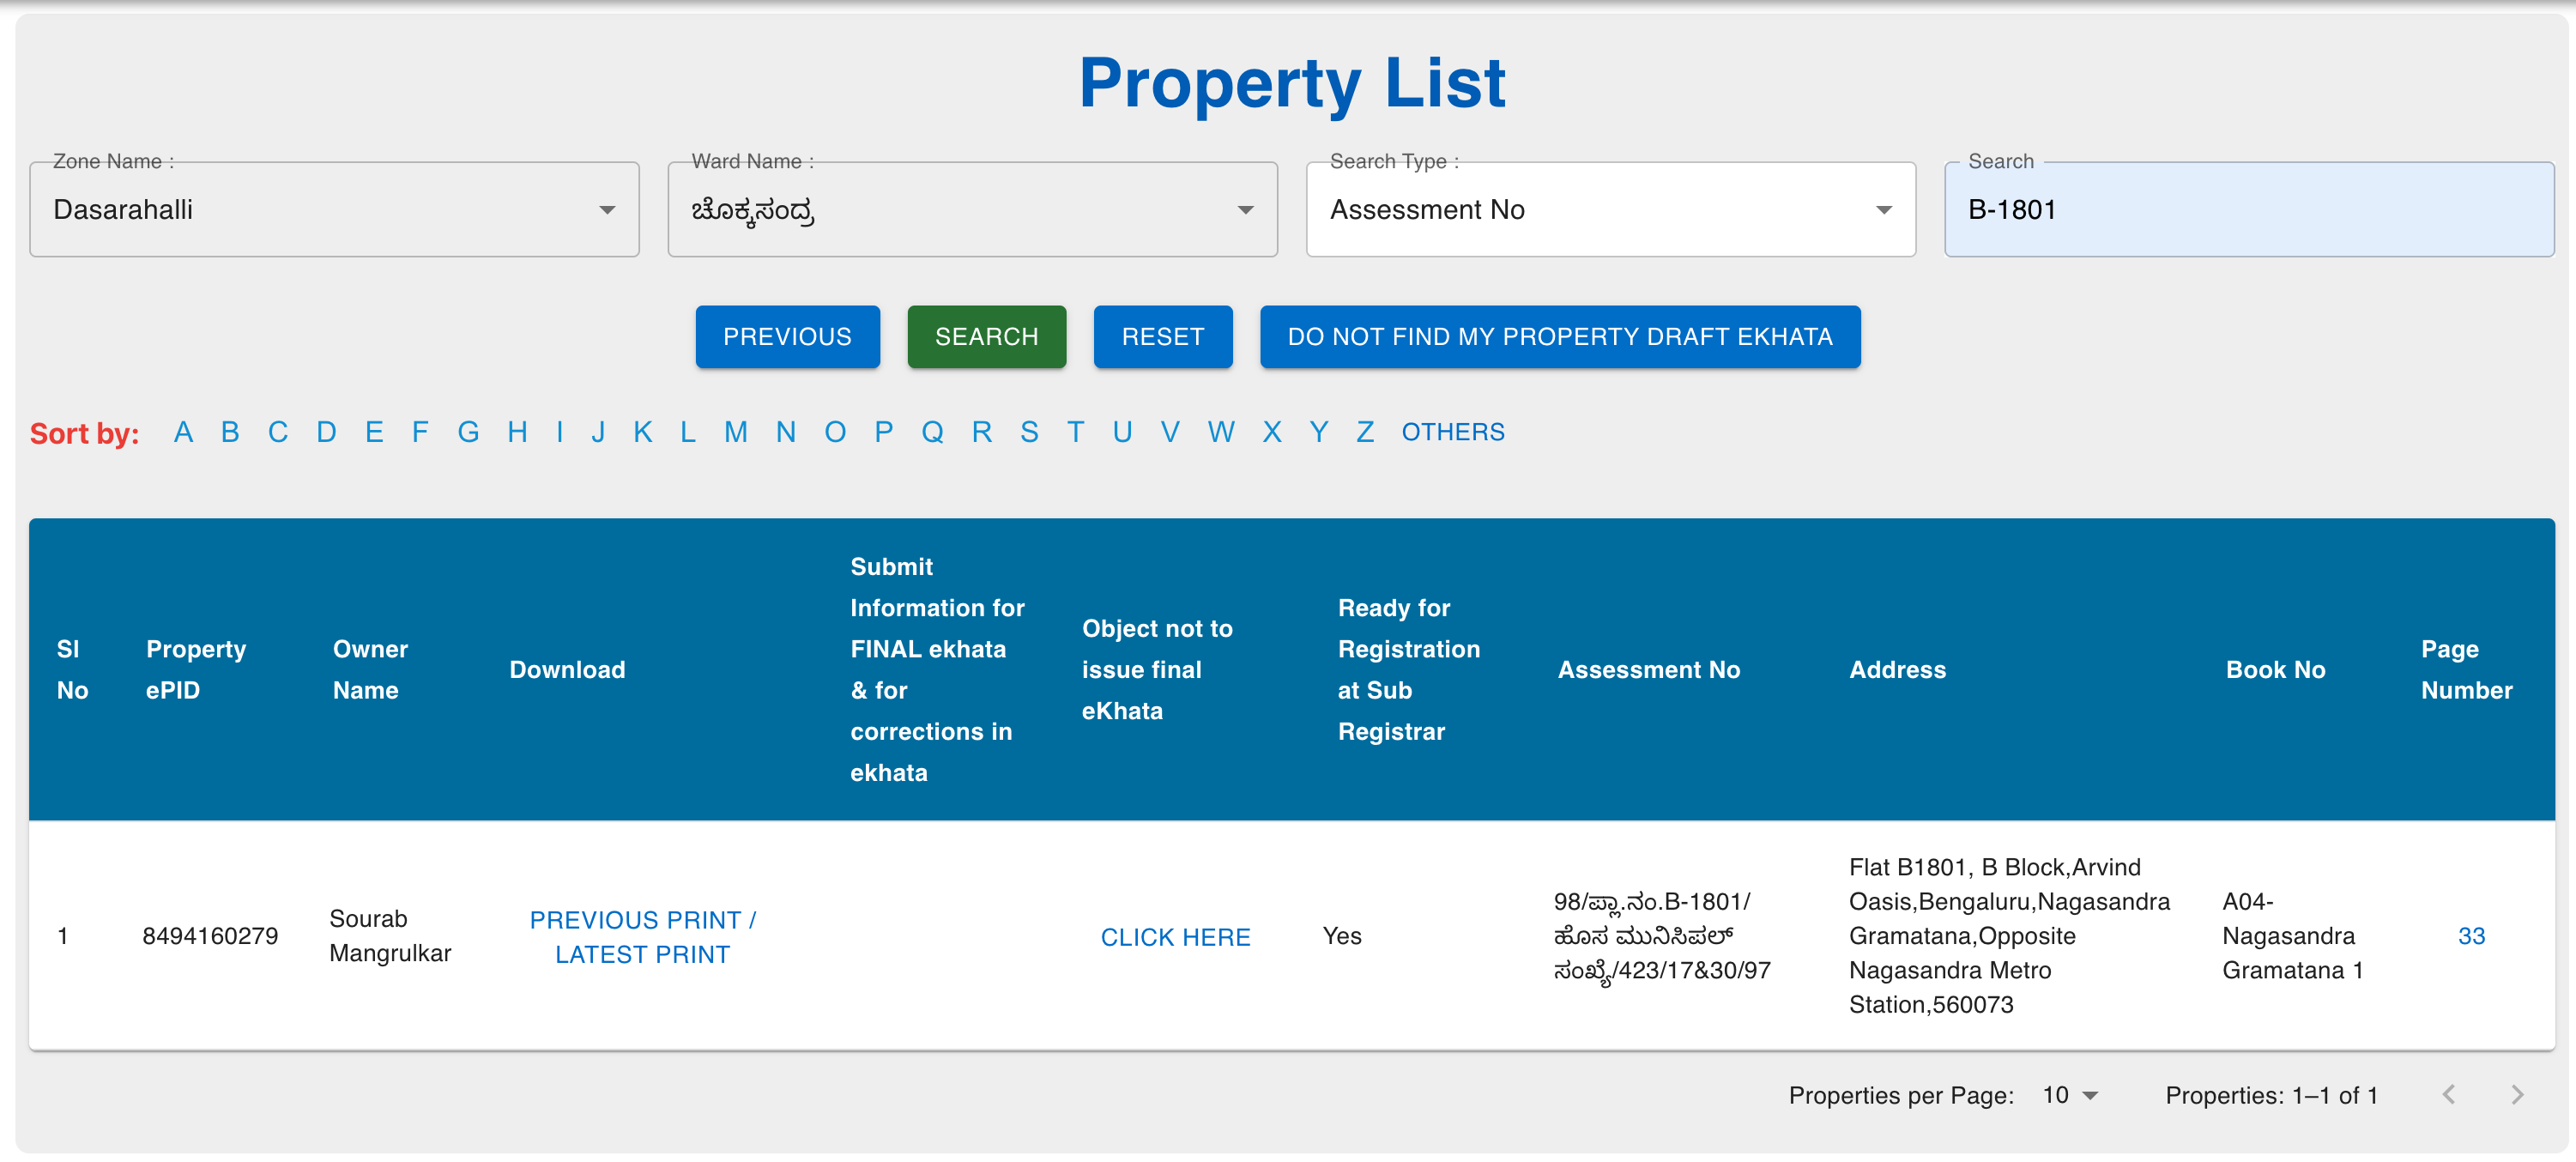 Property List
Zone Name :
Dasarahalli
Ward Name :
ಚೊಕ್ಕಸಂದ್ರ
Search Type :
Assessment No
Search
B-1801
PREVIOUS
SEARCH
RESET
DO NOT FIND MY PROPERTY DRAFT EKHATA
Sort by: A B C D E F G H I J K L M N O P Q R S T U V W X Y Z OTHERS
Sl
No
Property
ePID
Owner
Name
Download
Submit
Information for
FINAL ekhata
& for
corrections in
ekhata
Object not to
issue final
eKhata
Ready for
Registration
at Sub
Registrar
Assessment No
Address
Book No
Page
Number
1
8494160279
Sourab
Mangrulkar
PREVIOUS PRINT /
LATEST PRINT
CLICK HERE
Yes
98/ಪ್ಲಾ.ನಂ.B-1801/
ಹೊಸ ಮುನಿಸಿಪಲ್
ಸಂಖ್ಯೆ/423/17&30/97
Flat B1801, B Block,Arvind
Oasis,Bengaluru,Nagasandra
Gramatana,Opposite
Nagasandra Metro
Station,560073
A04-
Nagasandra
Gramatana 1
33
Properties per Page: 10
Properties: 1–1 of 1